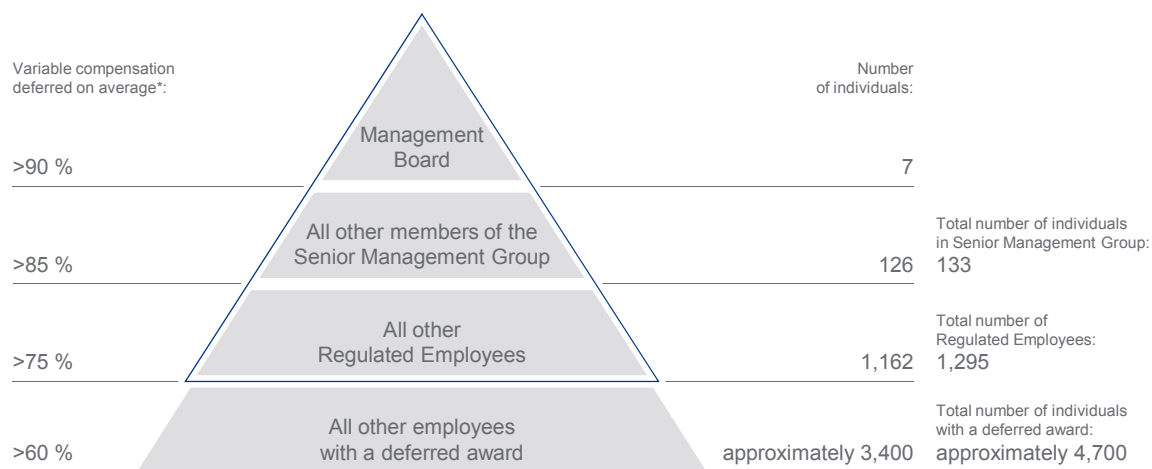 Variable compensation
deferred on average*:
Number
of individuals:
Management
Board
>90 %
7
All other members of the
Senior Management Group
>85 %
126
Total number of individuals
in Senior Management Group:
133
All other
Regulated Employees
>75 %
1,162
Total number of
Regulated Employees:
1,295
All other employees
with a deferred award
>60 %
approximately 3,400
Total number of individuals
with a deferred award:
approximately 4,700